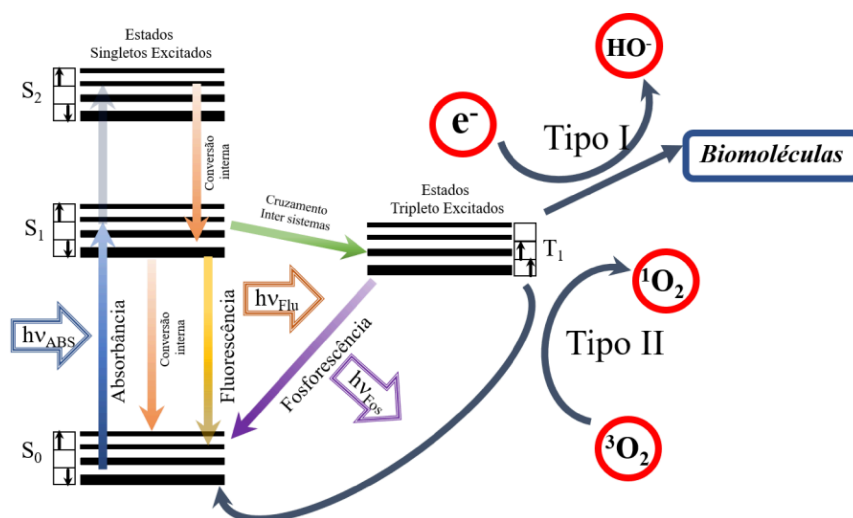 Estados
Singletos Excitados
S2
Conversão
interna
HO-
e-
Tipo I
Biomoléculas
S1
Cruzamento
Inter sistemas
Estados
Tripleto Excitados
T1
hνABS
Absorbância
Conversão
interna
Fluorescência
hνFlu
Fosforescência
hνFos
1O2
Tipo II
3O2
S0